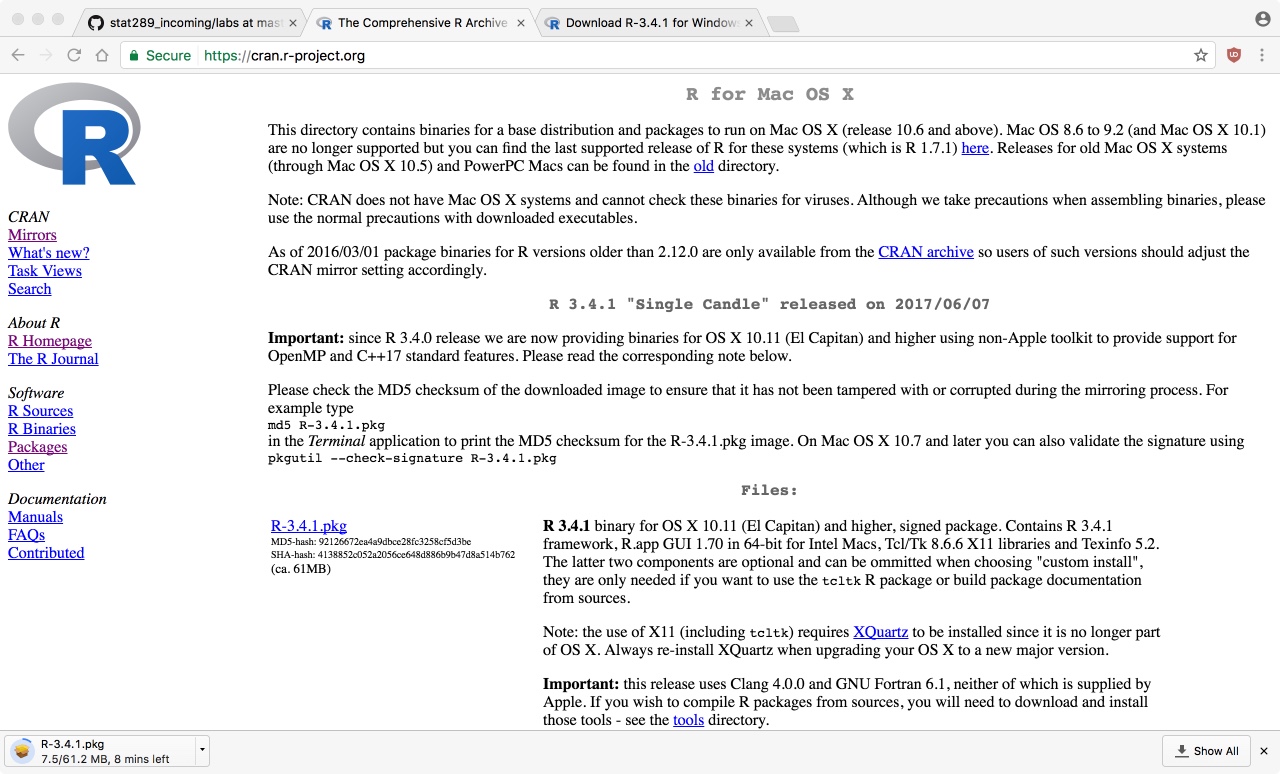 stat289_incoming/labs at mas
The Comprehensive R Archive
Download R-3.4.1 for Window
Secure https://cran.r-project.org
R
R for Mac OS X
This directory contains binaries for a base distribution and packages to run on Mac OS X (release 10.6 and above). Mac OS 8.6 to 9.2 (and Mac OS X 10.1)
are no longer supported but you can find the last supported release of R for these systems (which is R 1.7.1) here. Releases for old Mac OS X systems
(through Mac OS X 10.5) and PowerPC Macs can be found in the old directory.
Note: CRAN does not have Mac OS X systems and cannot check these binaries for viruses. Although we take precautions when assembling binaries, please
use the normal precautions with downloaded executables.
As of 2016/03/01 package binaries for R versions older than 2.12.0 are only available from the CRAN archive so users of such versions should adjust the
CRAN mirror setting accordingly.
R 3.4.1 "Single Candle" released on 2017/06/07
Important: since R 3.4.0 release we are now providing binaries for OS X 10.11 (El Capitan) and higher using non-Apple toolkit to provide support for
OpenMP and C++17 standard features. Please read the corresponding note below.
Please check the MD5 checksum of the downloaded image to ensure that it has not been tampered with or corrupted during the mirroring process. For
example type
md5 R-3.4.1.pkg
in the Terminal application to print the MD5 checksum for the R-3.4.1.pkg image. On Mac OS X 10.7 and later you can also validate the signature using
pkgutil --check-signature R-3.4.1.pkg
Files:
R-3.4.1.pkg
MD5-hash: 92126672ea4a9dbce28fc3258cf5d3be
SHA-hash: 4138852c052a2056ce648d886b9b47d8a514b762
(ca. 61MB)
R 3.4.1 binary for OS X 10.11 (El Capitan) and higher, signed package. Contains R 3.4.1
framework, R.app GUI 1.70 in 64-bit for Intel Macs, Tcl/Tk 8.6.6 X11 libraries and Texinfo 5.2.
The latter two components are optional and can be ommitted when choosing "custom install",
they are only needed if you want to use the tcltk R package or build package documentation
from sources.
Note: the use of X11 (including tcltk) requires XQuartz to be installed since it is no longer part
of OS X. Always re-install XQuartz when upgrading your OS X to a new major version.
Important: this release uses Clang 4.0.0 and GNU Fortran 6.1, neither of which is supplied by
Apple. If you wish to compile R packages from sources, you will need to download and install
those tools - see the tools directory.
CRAN
Mirrors
What's new?
Task Views
Search
About R
R Homepage
The R Journal
Software
R Sources
R Binaries
Packages
Other
Documentation
Manuals
FAQs
Contributed
R-3.4.1.pkg
7.5/61.2 MB, 8 mins left
Show All